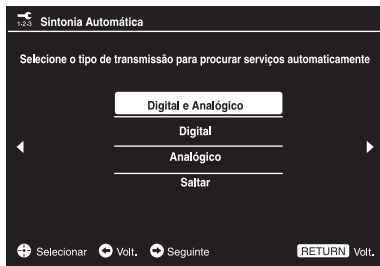 1-2-3 Sintonia Automática
Selecione o tipo de transmissão para procurar serviços automaticamente
Digital e Analógico
Digital
Analógico
Saltar
Selecionar Volt. Seguinte RETURN Volt.